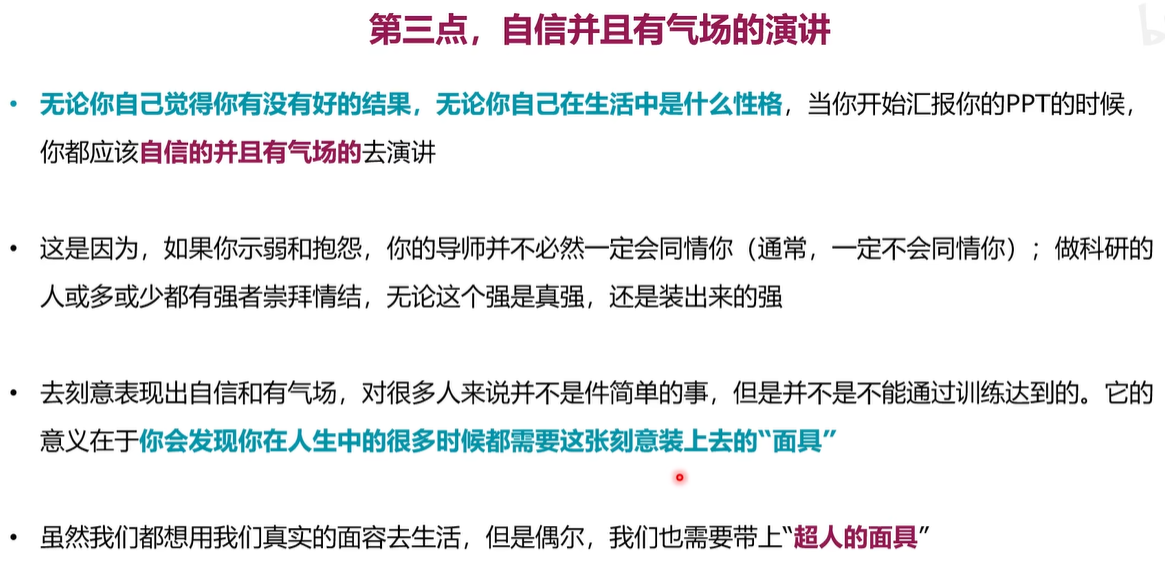 第三点，自信并且有气场的演讲
• 无论你自己觉得你有没有好的结果，无论你自己在生活中是什么性格，当你开始汇报你的PPT的时候，
你都应该自信的并且有气场的去演讲
• 这是因为，如果你示弱和抱怨，你的导师并不必然一定会同情你（通常，一定不会同情你）；做科研的
人或多或少都有强者崇拜情结，无论这个强是真强，还是装出来的强
• 去刻意表现出自信和有气场，对很多人来说并不是件简单的事，但是并不是不能通过训练达到的。它的
意义在于你会发现你在人生中的很多时候都需要这张刻意装上去的“面具”
• 虽然我们都想用我们真实的面容去生活，但是偶尔，我们也需要带上“超人的面具”